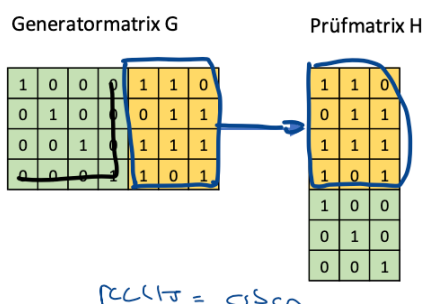 Generatormatrix G Prüfmatrix H
1 0 0 0 1 1 0 1 1 0
0 1 0 0 0 1 1 0 1 1
0 0 1 0 1 1 1 1 1 1
0 0 0 1 1 0 1 1 0 1
1 0 0
0 1 0
0 0 1
=